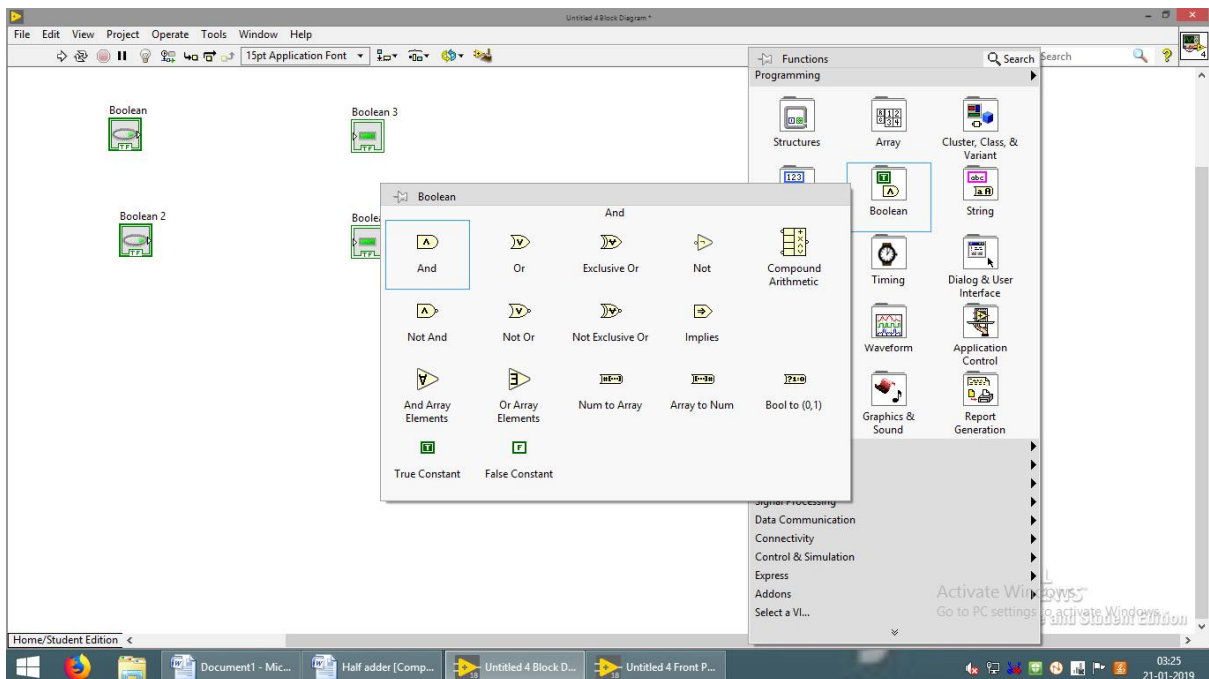 Untitled 4 Block Diagram *
File Edit View Project Operate Tools Window Help
15pt Application Font
Search
4
Functions
Search
Programming
Structures
Array
Cluster, Class, &
Variant
Boolean
String
Timing
Dialog & User
Interface
Waveform
Application
Control
Graphics &
Sound
Report
Generation
Signal Processing
Data Communication
Connectivity
Control & Simulation
Express
Addons
Select a VI...
Boolean
TF
Boolean 2
TF
Boolean 3
TF
TF
Boolean
And
And
Or
Exclusive Or
Not
Compound
Arithmetic
Not And
Not Or
Not Exclusive Or
Implies
And Array
Elements
Or Array
Elements
Num to Array
Array to Num
Bool to (0,1)
True Constant
False Constant
Activate Windows
Go to PC settings to activate Windows.
Home/Student Edition
Document1 - Mic...
Half adder [Comp...
Untitled 4 Block D...
Untitled 4 Front P...
03:25
21-01-2019